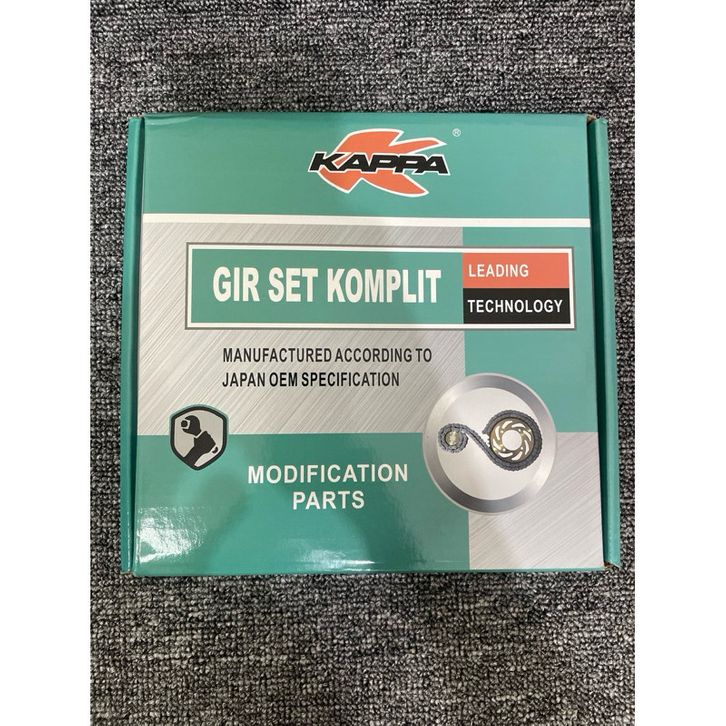 KAPPA ®
GIR SET KOMPLIT
LEADING
TECHNOLOGY
MANUFACTURED ACCORDING TO
JAPAN OEM SPECIFICATION
MODIFICATION
PARTS